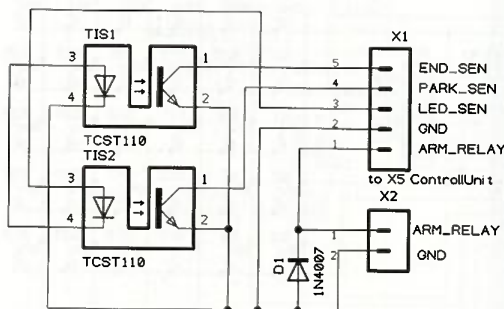 TIS1
3
4
1
2
TCST110
TIS2
3
4
1
2
TCST110
X1
5 END_SEN
4 PARK_SEN
3 LED_SEN
2 GND
1 ARM_RELAY
to X5 ControllUnit
X2
1 ARM_RELAY
2 GND
D1
1N4007